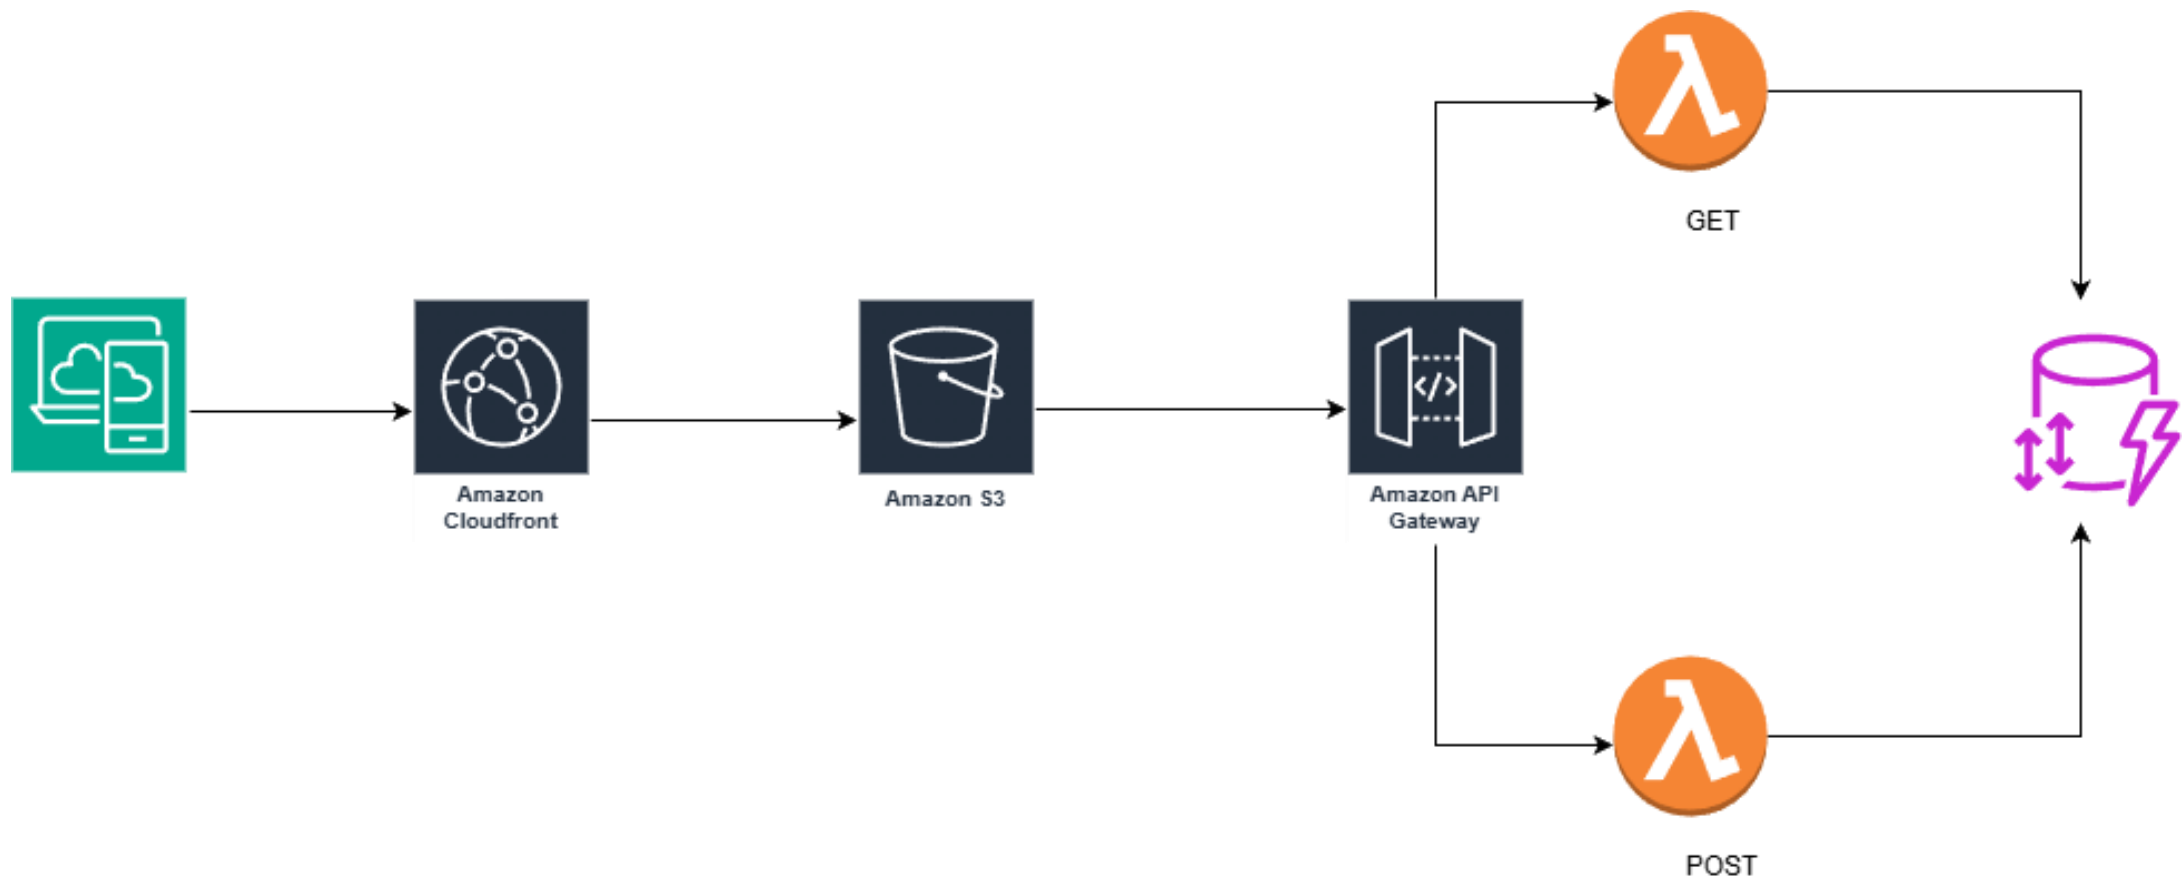 GET
Amazon
Cloudfront
Amazon S3
Amazon API
Gateway
</>
POST